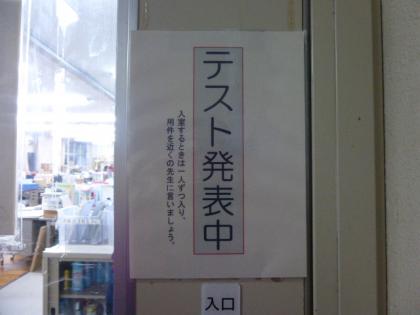 テスト発表中
入室するときは一人ずつ入り、
用件を近くの先生に言いましょう。
入口